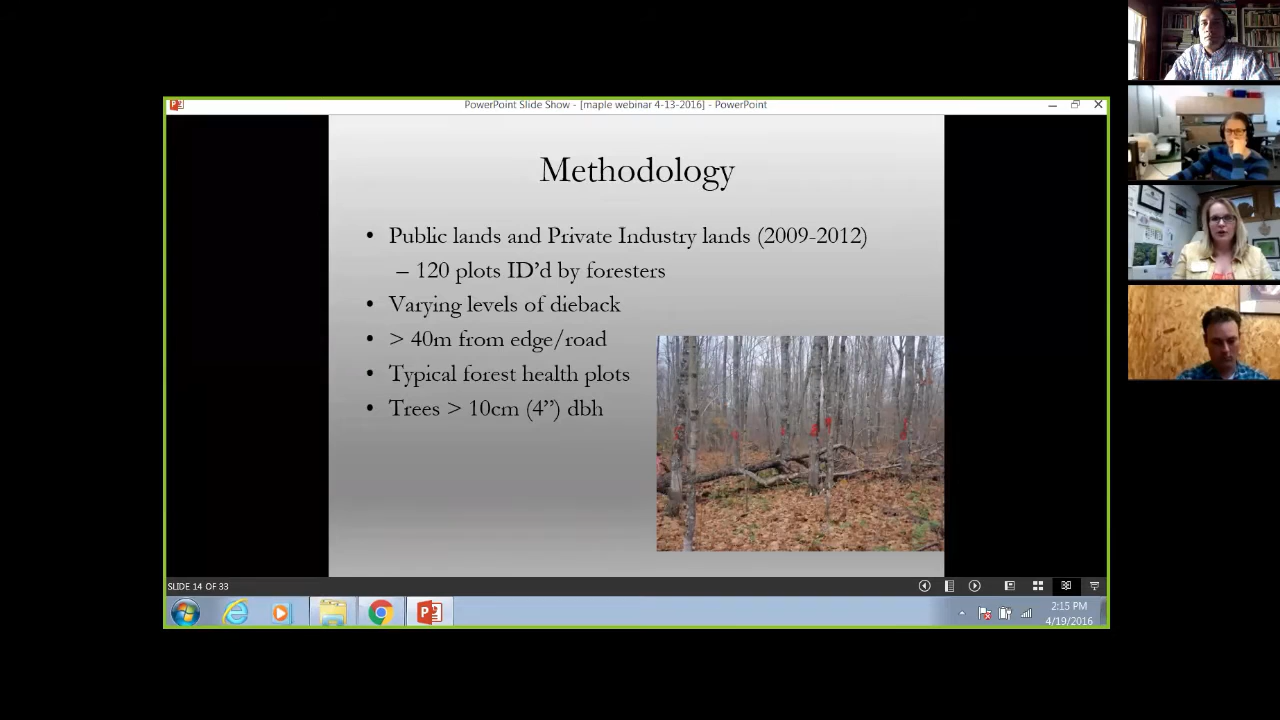 PowerPoint Slide Show - [maple webinar 4-13-2016] - PowerPoint
Methodology
• Public lands and Private Industry lands (2009-2012)
– 120 plots ID’d by foresters
• Varying levels of dieback
• > 40m from edge/road
• Typical forest health plots
• Trees > 10cm (4”) dbh
SLIDE 14 OF 33
2:15 PM
4/19/2016